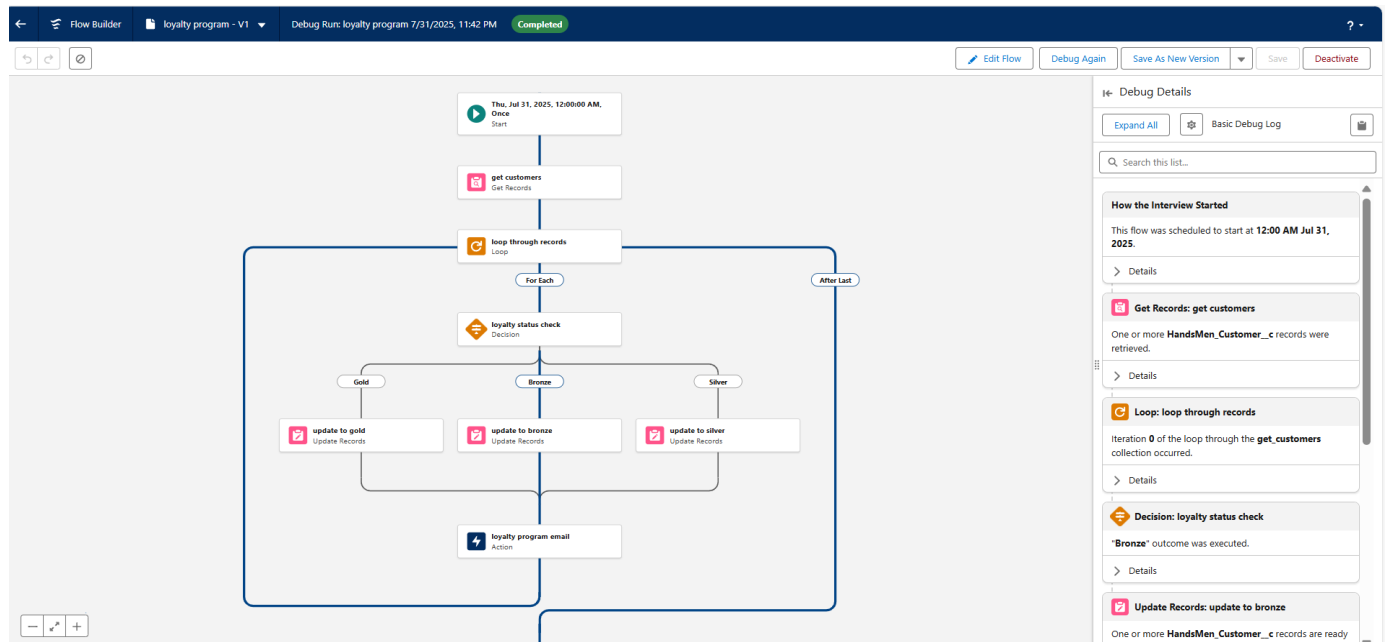 Flow Builder
loyalty program - V1
Debug Run: loyalty program 7/31/2025, 11:42 PM
Completed
?
Edit Flow
Debug Again
Save As New Version
Save
Deactivate
Thu, Jul 31, 2025, 12:00:00 AM,
Once
Start
get customers
Get Records
loop through records
Loop
For Each
After Last
loyalty status check
Decision
Gold
Bronze
Silver
update to gold
Update Records
update to bronze
Update Records
update to silver
Update Records
loyalty program email
Action
Debug Details
Expand All
Basic Debug Log
Search this list...
How the Interview Started
This flow was scheduled to start at 12:00 AM Jul 31,
2025.
Details
Get Records: get customers
One or more HandsMen_Customer__c records were
retrieved.
Details
Loop: loop through records
Iteration 0 of the loop through the get_customers
collection occurred.
Details
Decision: loyalty status check
"Bronze" outcome was executed.
Details
Update Records: update to bronze
One or more HandsMen_Customer__c records are ready